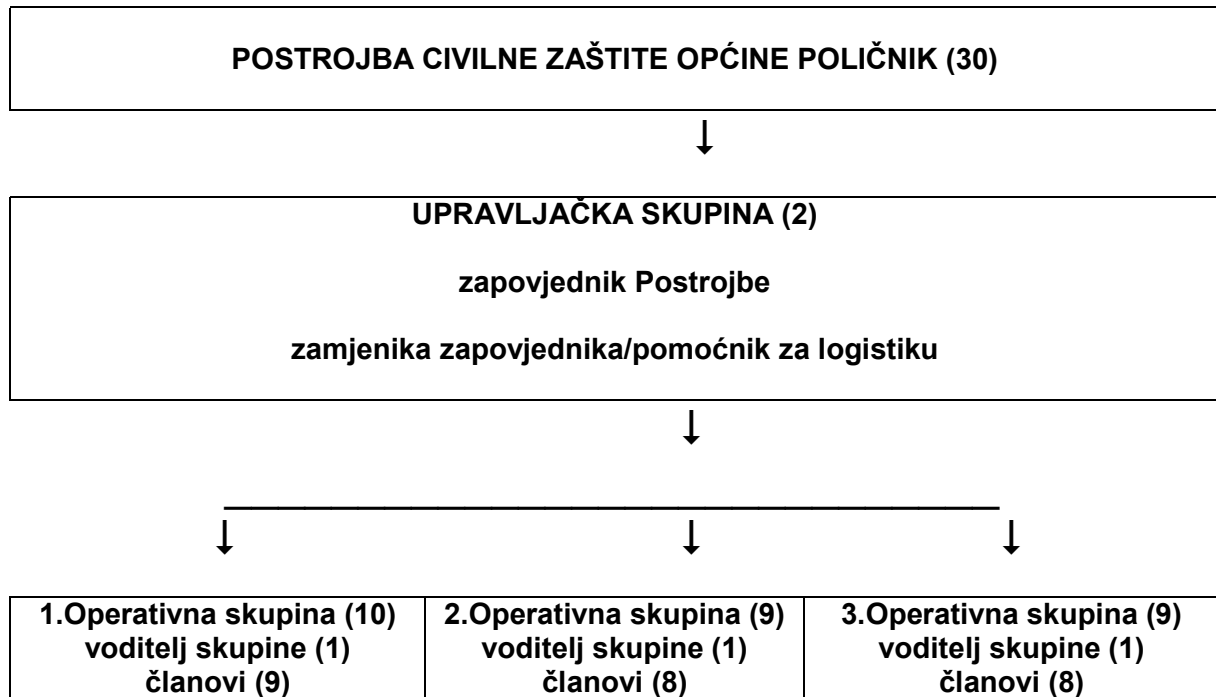 POSTROJBA CIVILNE ZAŠTITE OPĆINE POLIČNIK (30)
UPRAVLJAČKA SKUPINA (2)
zapovjednik Postrojbe
zamjenika zapovjednika/pomoćnik za logistiku
1.Operativna skupina (10)
voditelj skupine (1)
članovi (9)
2.Operativna skupina (9)
voditelj skupine (1)
članovi (8)
3.Operativna skupina (9)
voditelj skupine (1)
članovi (8)